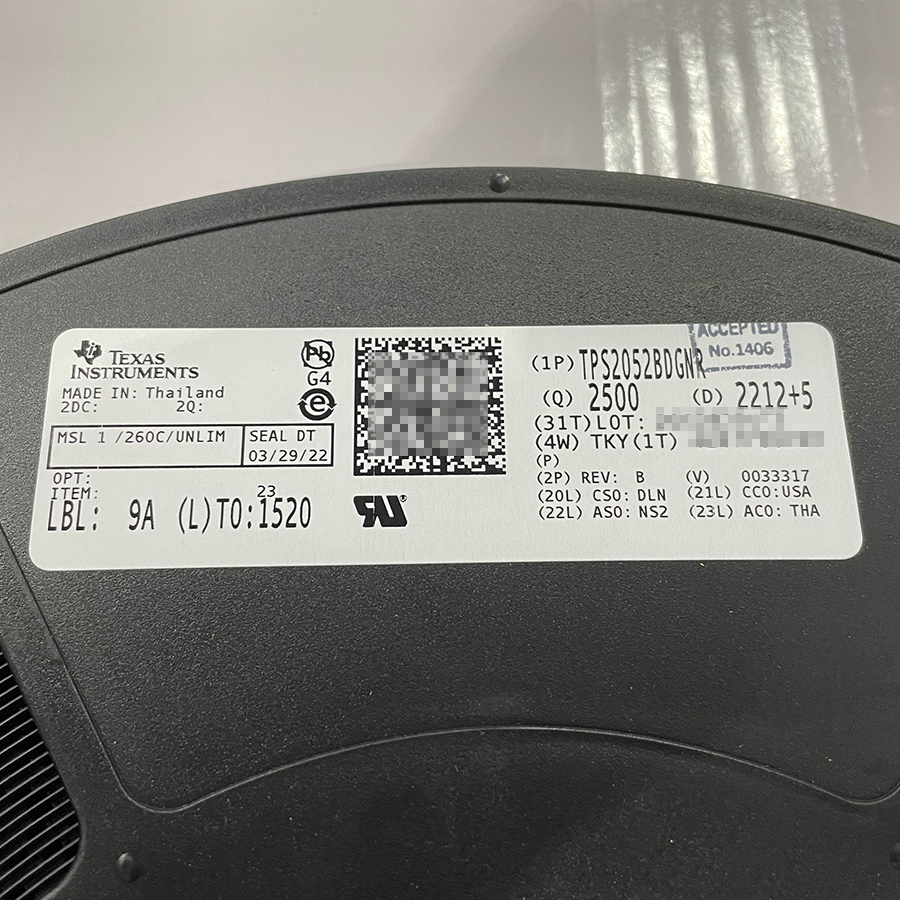 TEXAS
INSTRUMENTS
MADE IN: Thailand
2DC: 2Q:
MSL 1 /260C/UNLIM
SEAL DT
03/29/22
OPT:
ITEM: 23
LBL: 9A (L)TO:1520
Pb
G4
e
RU®
(1P) TPS2052BDGNR
ACCEPTED
No.1406
(Q) 2500 (D) 2212+5
(31T)LOT:
(4W) TKY(1T)
(P)
(2P) REV: B (V) 0033317
(20L) CSO: DLN (21L) CCO:USA
(22L) ASO: NS2 (23L) ACO: THA